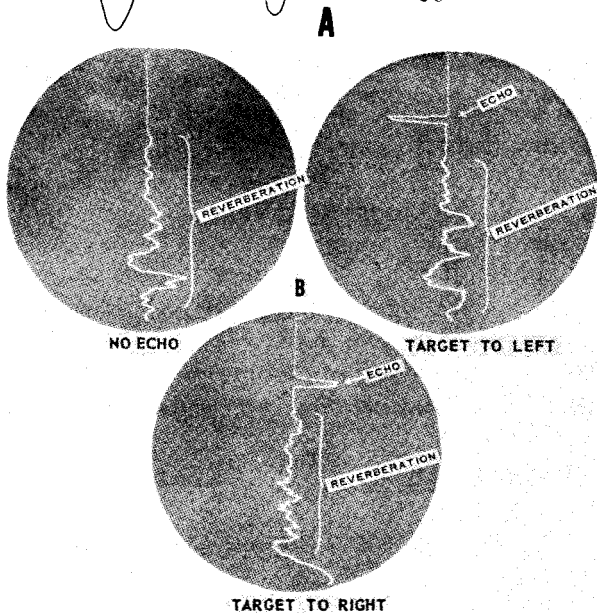 A
REVERBERATION
NO ECHO
ECHO
REVERBERATION
TARGET TO LEFT
B
ECHO
REVERBERATION
TARGET TO RIGHT